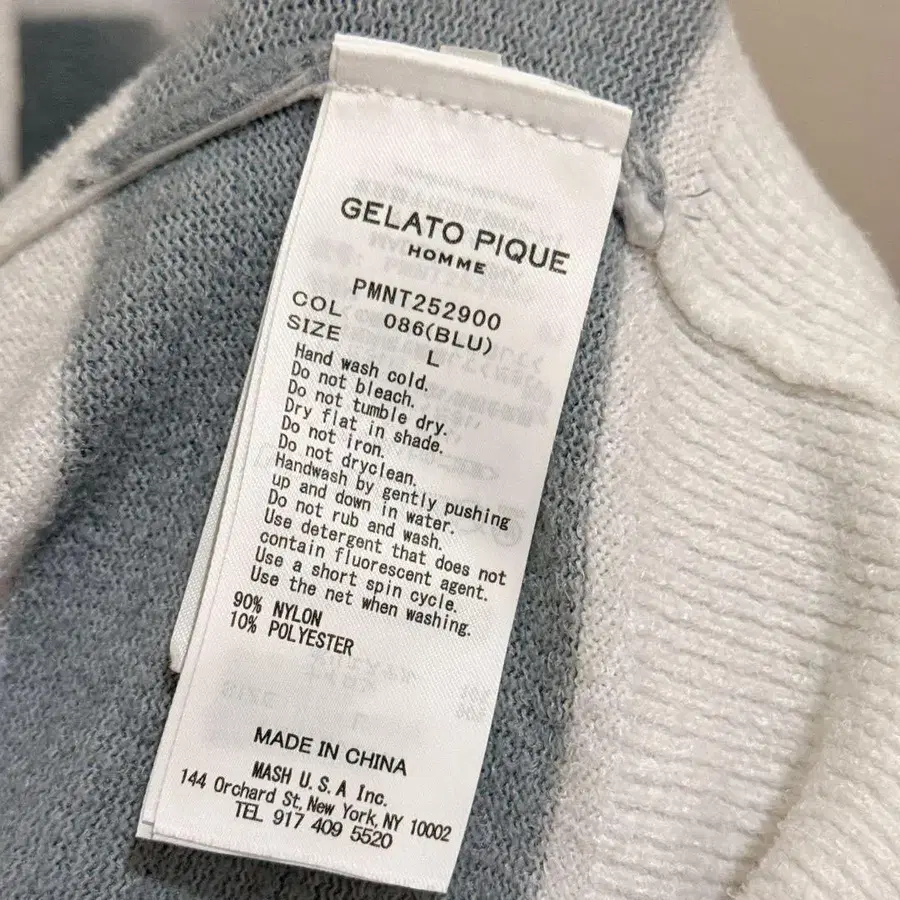 GELATO PIQUE
HOMME
PMNT252900
COL 086(BLU)
SIZE L
Hand wash cold.
Do not bleach.
Do not tumble dry.
Dry flat in shade.
Do not iron.
Do not dryclean.
Handwash by gently pushing
up and down in water.
Do not rub and wash.
Use detergent that does not
contain fluorescent agent.
Use a short spin cycle.
Use the net when washing.
90% NYLON
10% POLYESTER
MADE IN CHINA
MASH U.S.A Inc.
144 Orchard St, New York, NY 10002
TEL 917 409 5520